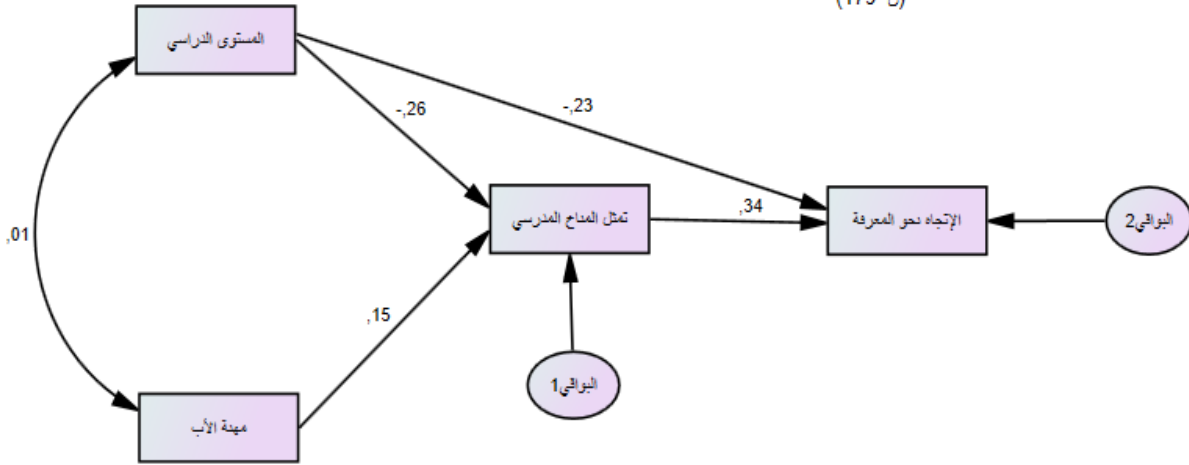 المستوى الدراسي
-,26
-,23
,01
تمثل المناخ المدرسي
,34
الإتجاه نحو المعرفة
البواقي2
,15
البواقي1
مهنة الأب